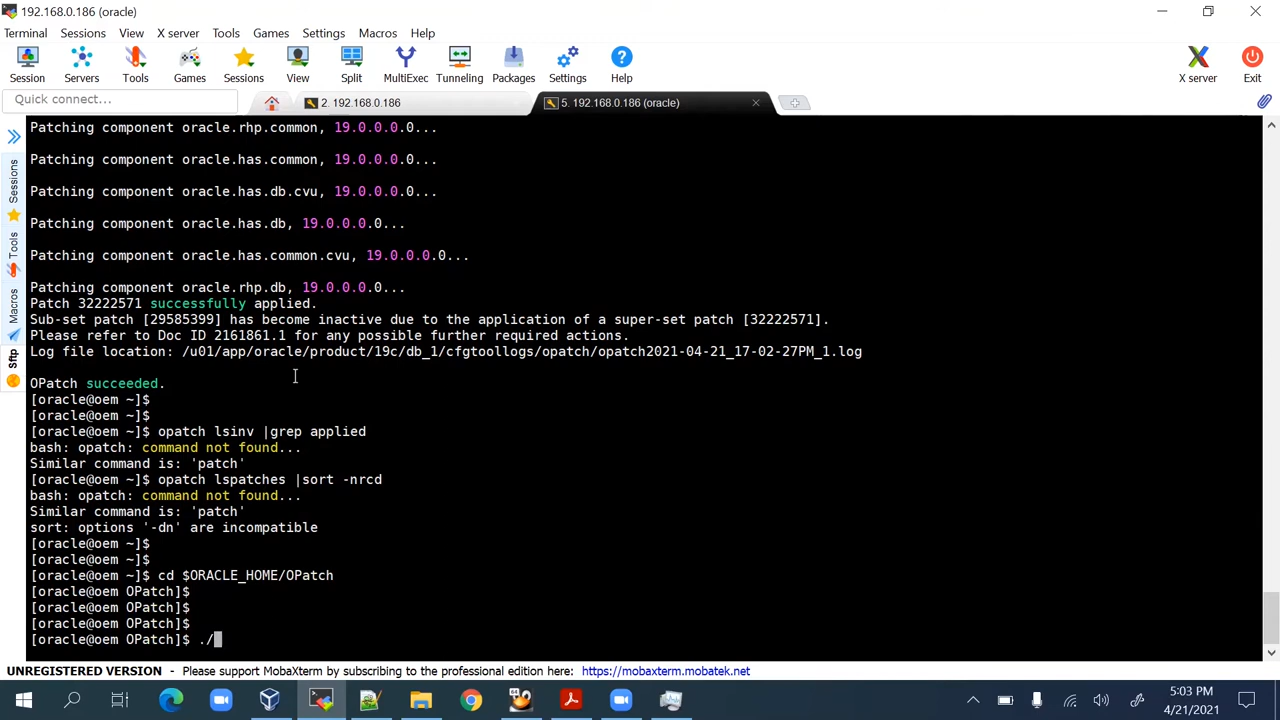 192.168.0.186 (oracle)
Terminal Sessions View X server Tools Games Settings Macros Help
Session Servers Tools Games Sessions View Split MultiExec Tunneling Packages Settings Help X server Exit
Quick connect...
2. 192.168.0.186
5. 192.168.0.186 (oracle)
Sessions
Tools
Macros
Sftp
Patching component oracle.rhp.common, 19.0.0.0.0...
Patching component oracle.has.common, 19.0.0.0.0...
Patching component oracle.has.db.cvu, 19.0.0.0.0...
Patching component oracle.has.db, 19.0.0.0.0...
Patching component oracle.has.common.cvu, 19.0.0.0.0...
Patching component oracle.rhp.db, 19.0.0.0.0...
Patch 32222571 successfully applied.
Sub-set patch [29585399] has become inactive due to the application of a super-set patch [32222571].
Please refer to Doc ID 2161861.1 for any possible further required actions.
Log file location: /u01/app/oracle/product/19c/db_1/cfgtoollogs/opatch/opatch2021-04-21_17-02-27PM_1.log
OPatch succeeded.
[oracle@oem ~]$
[oracle@oem ~]$
[oracle@oem ~]$ opatch lsinv |grep applied
bash: opatch: command not found...
Similar command is: 'patch'
[oracle@oem ~]$ opatch lspatches |sort -nrcd
bash: opatch: command not found...
Similar command is: 'patch'
sort: options '-dn' are incompatible
[oracle@oem ~]$
[oracle@oem ~]$
[oracle@oem ~]$ cd $ORACLE_HOME/OPatch
[oracle@oem OPatch]$
[oracle@oem OPatch]$
[oracle@oem OPatch]$
[oracle@oem OPatch]$ ./
UNREGISTERED VERSION - Please support MobaXterm by subscribing to the professional edition here: https://mobaxterm.mobatek.net
5:03 PM
4/21/2021